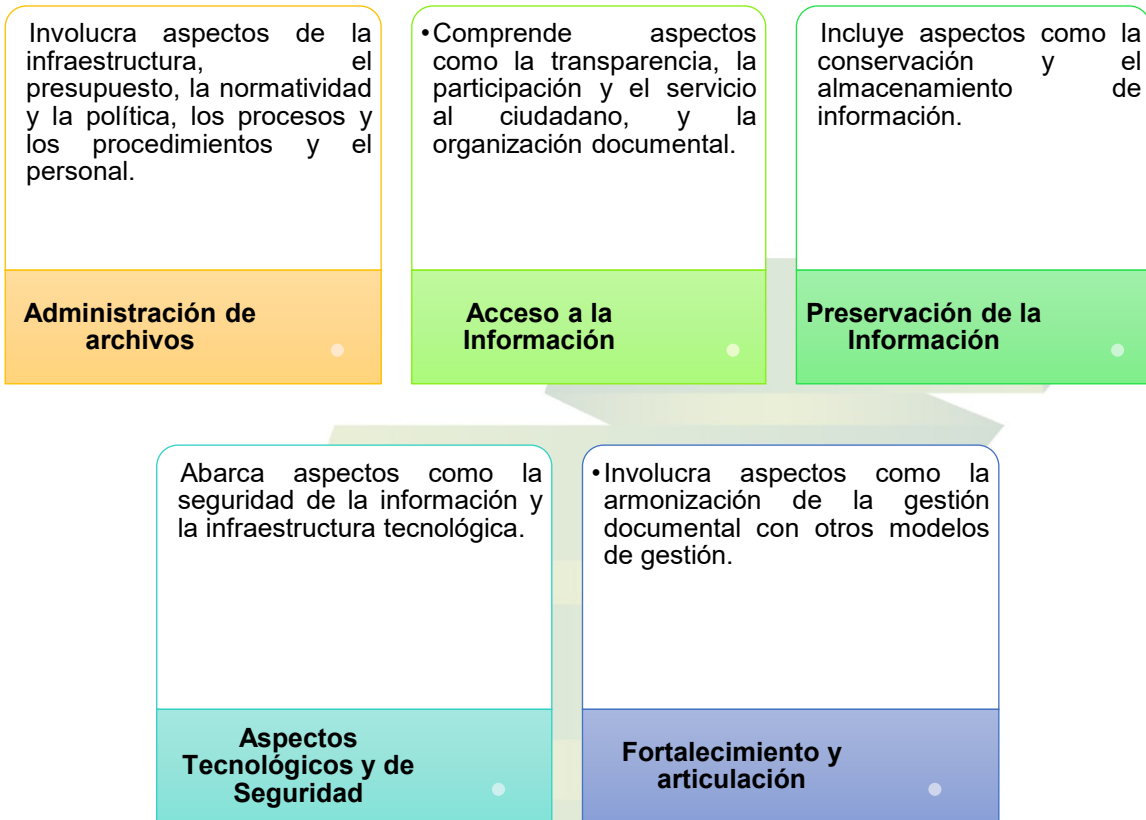 Involucra aspectos de la
infraestructura, el
presupuesto, la normatividad
y la política, los procesos y
los procedimientos y el
personal.
Administración de
archivos
•Comprende aspectos
como la transparencia, la
participación y el servicio
al ciudadano, y la
organización documental.
Acceso a la
Información
Incluye aspectos como la
conservación y el
almacenamiento de
información.
Preservación de la
Información
Abarca aspectos como la
seguridad de la información y
la infraestructura tecnológica.
Aspectos
Tecnológicos y de
Seguridad
•Involucra aspectos como la
armonización de la gestión
documental con otros modelos
de gestión.
Fortalecimiento y
articulación